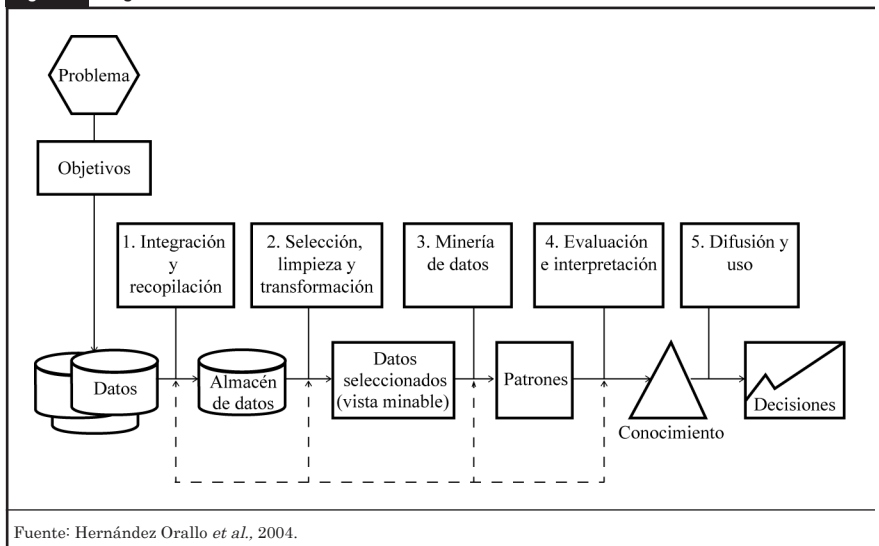 Problema
Objetivos
1. Integración
y
recopilación
2. Selección,
limpieza y
transformación
3. Minería
de datos
4. Evaluación
e interpretación
5. Difusión y
uso
Datos
Almacén
de datos
Datos
seleccionados
(vista minable)
Patrones
Conocimiento
Decisiones
Fuente: Hernández Orallo et al., 2004.